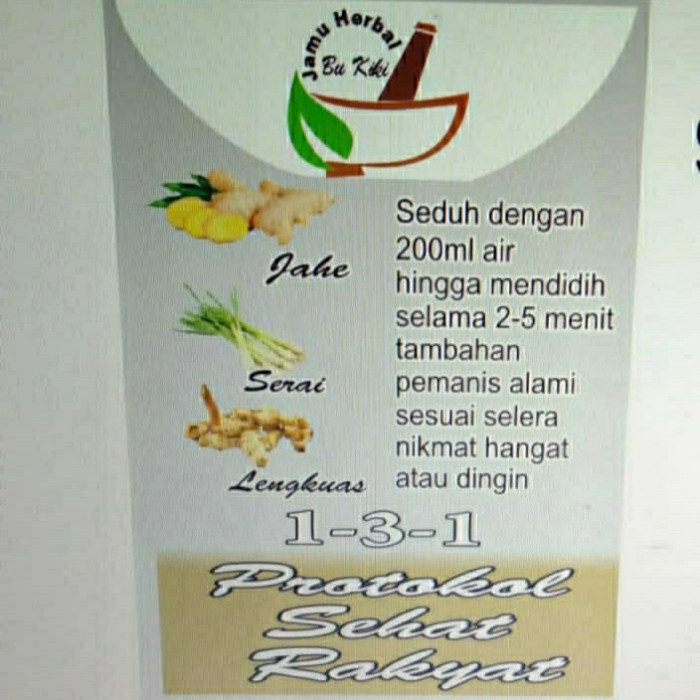 Jamu Herbal
Bu Kiki
Jahe
Serai
Lengkuas
Seduh dengan
200ml air
hingga mendidih
selama 2-5 menit
tambahan
pemanis alami
sesuai selera
nikmat hangat
atau dingin
1-3-1
Protokol
Sehat
Rakyat